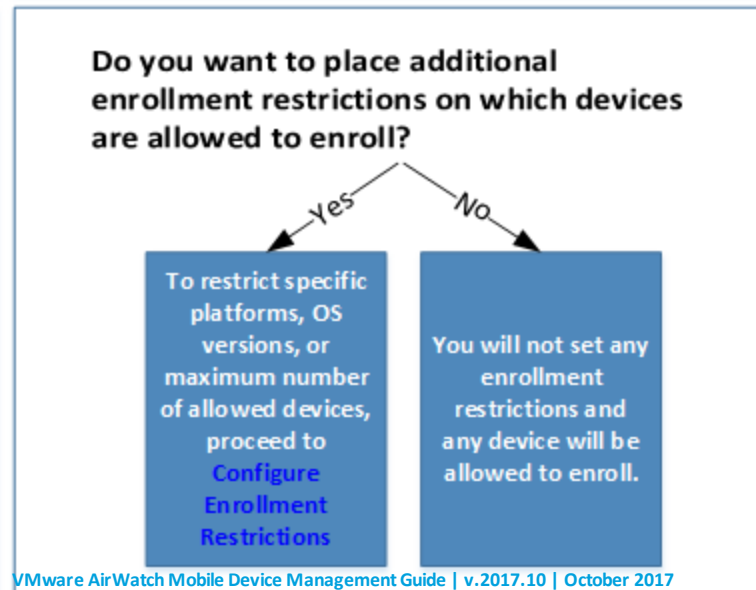 Do you want to place additional
enrollment restrictions on which devices
are allowed to enroll?
Yes
No
To restrict specific
platforms, OS
versions, or
maximum number
of allowed devices,
proceed to
Configure
Enrollment
Restrictions
You will not set any
enrollment
restrictions and
any device will be
allowed to enroll.
VMware AirWatch Mobile Device Management Guide | v.2017.10 | October 2017